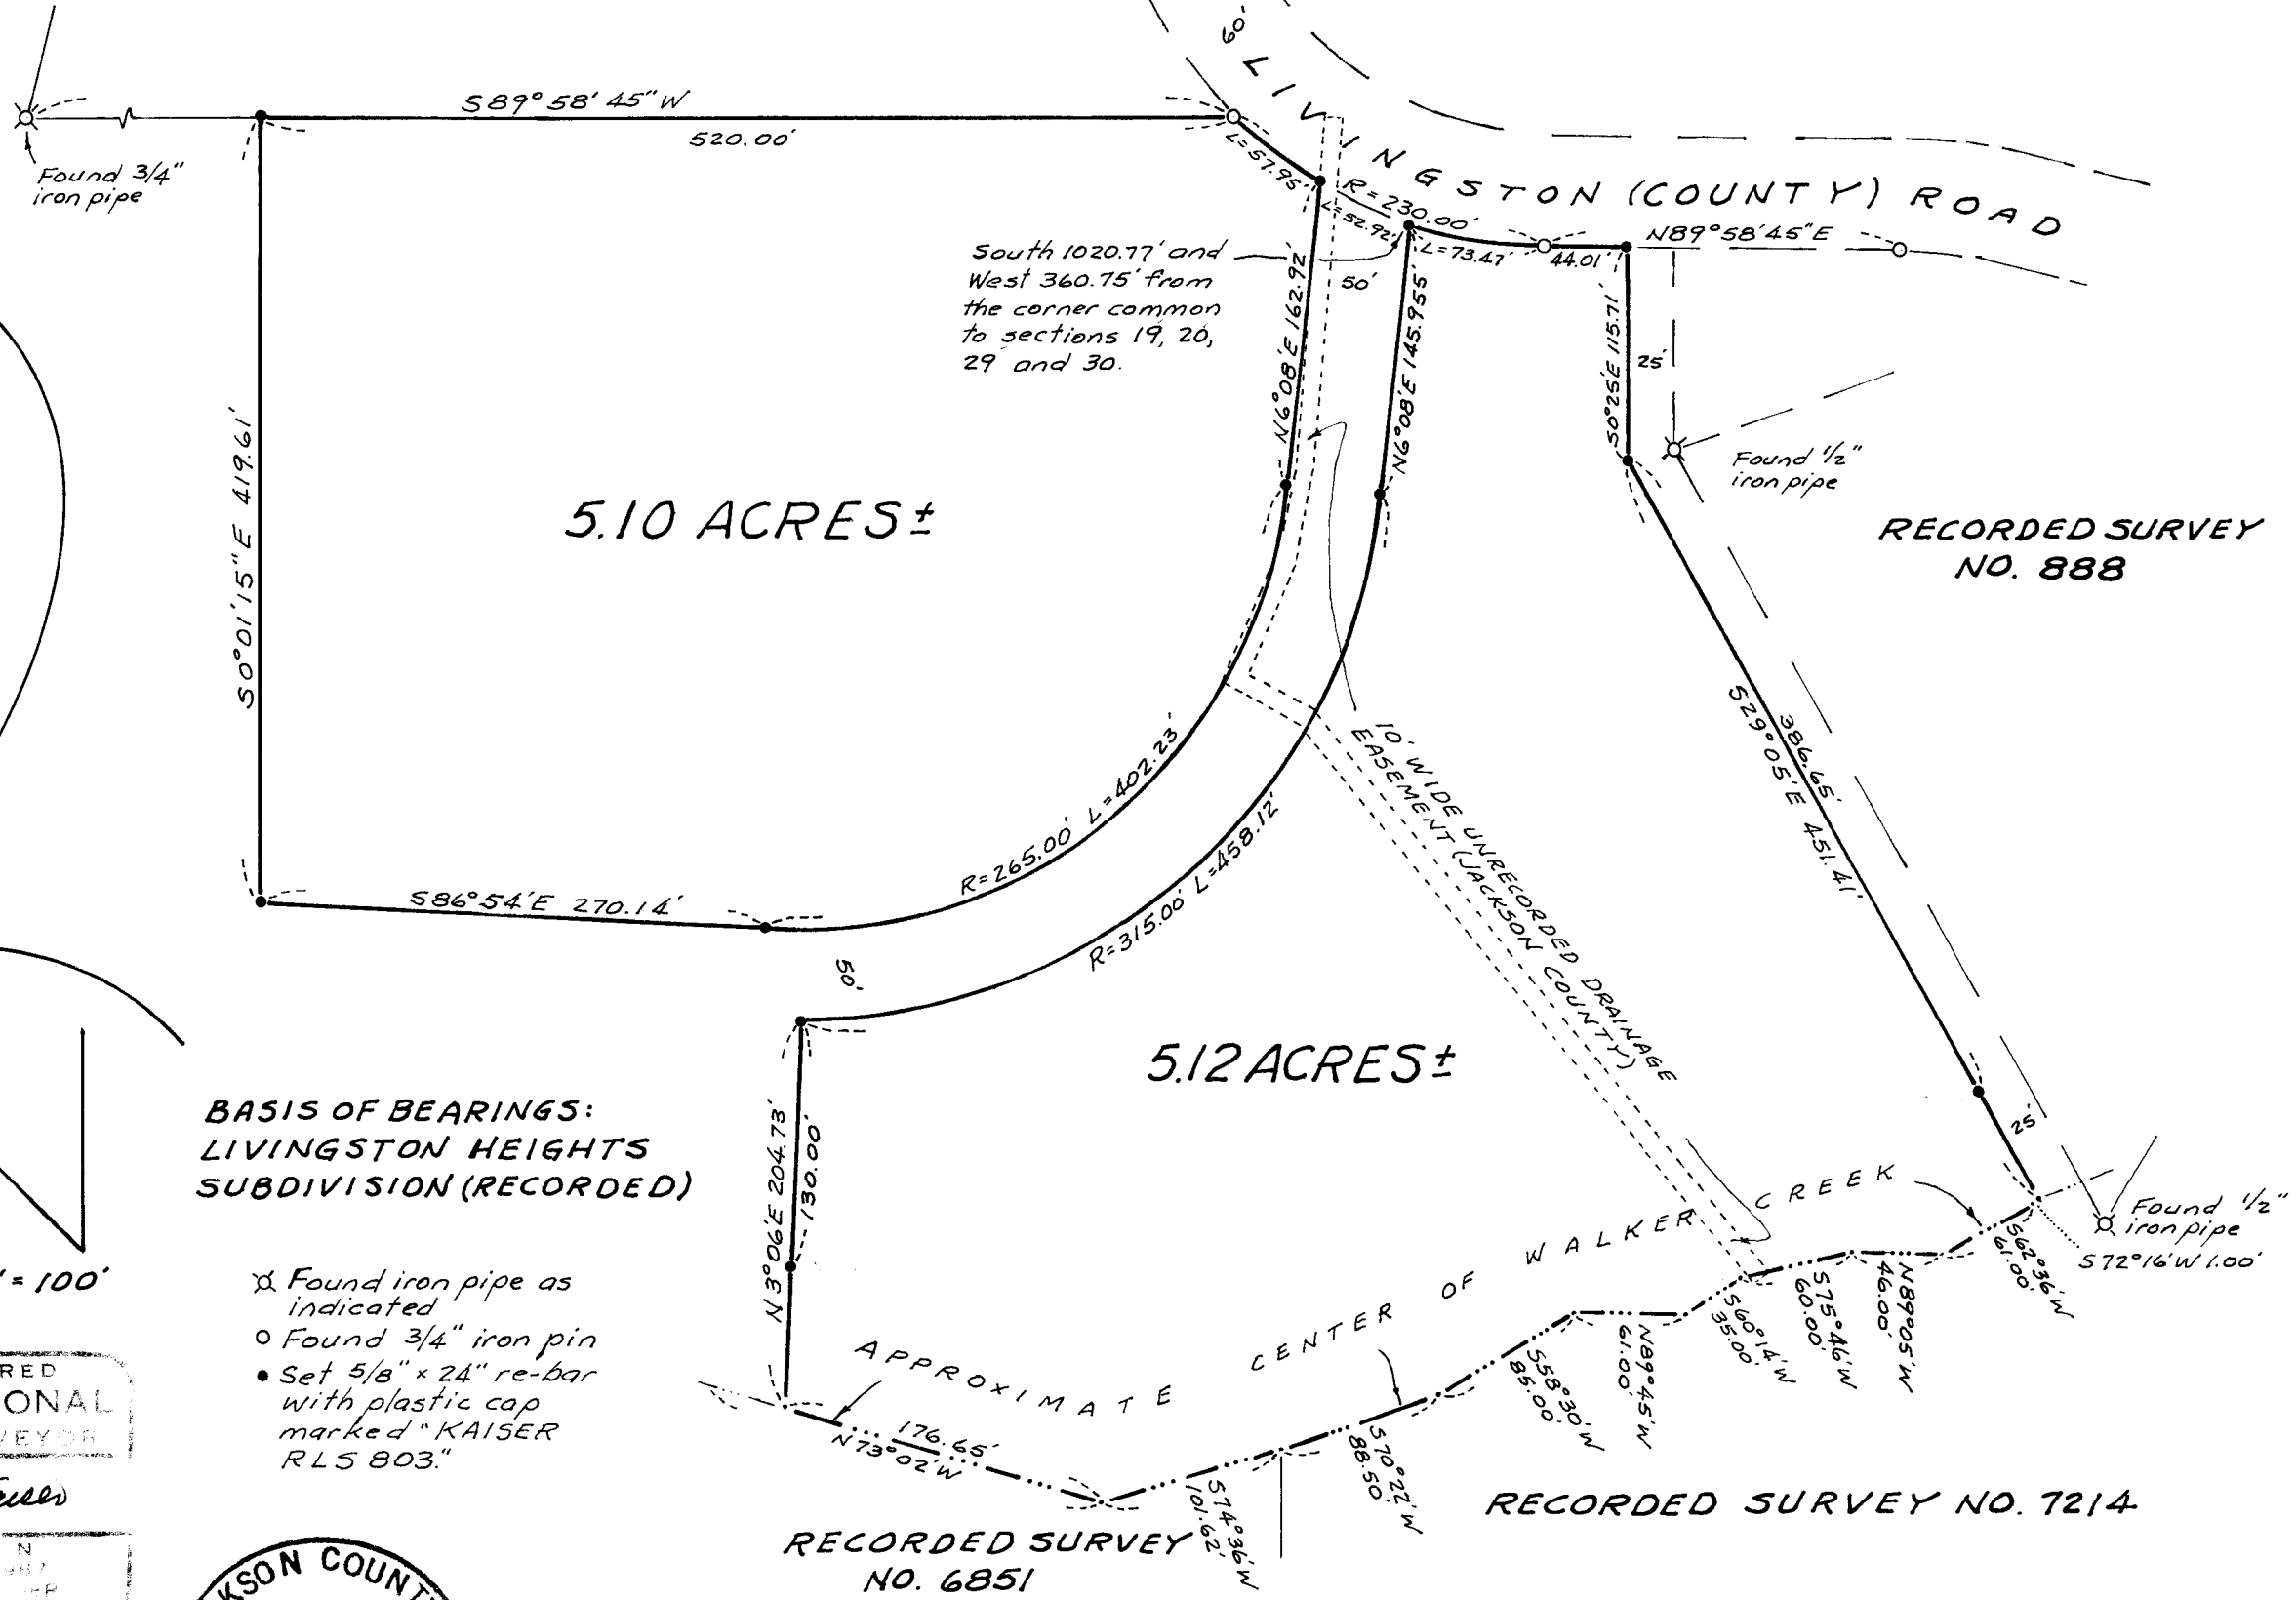 60'
LIVINGSTON (COUNTY) ROAD
S89°58'45"W
520.00'
Found 3/4"
iron pipe
L=57.95'
R=230.00'
L=52.92'
L=73.47'
44.01'
N89°58'45"E
South 1020.77' and
West 360.75' from
the corner common
to sections 19, 20,
29 and 30.
50'
N6°08'E 162.92'
N6°08'E 145.955'
S0°25'E 115.71'
25'
Found 1/2"
iron pipe
RECORDED SURVEY
NO. 888
S0°01'15"E 419.61'
5.10 ACRES±
386.65'
S29°05'E 451.41'
10' WIDE UNRECORDED DRAINAGE
EASEMENT (JACKSON COUNTY)
R=265.00' L=402.23'
R=315.00' L=458.12'
S86°54'E 270.14'
50'
5.12 ACRES±
BASIS OF BEARINGS:
LIVINGSTON HEIGHTS
SUBDIVISION (RECORDED)
N3°06'E 204.73'
130.00'
25'
Found 1/2"
iron pipe
S72°16'W 1.00'
' = 100'
Found iron pipe as
indicated
Found 3/4" iron pin
Set 5/8" x 24" re-bar
with plastic cap
marked "KAISER
RLS 803."
APPROXIMATE CENTER OF WALKER CREEK
176.65'
N73°02'W
S74°36'W
101.62'
S70°22'W
88.50'
S58°30'W
85.00'
N89°45'W
61.00'
S60°14'W
35.00'
S75°46'W
60.00'
N89°05'W
46.00'
S62°36'W
61.00'
RECORDED SURVEY
NO. 6851
RECORDED SURVEY NO. 7214
RED
ONAL
VEYOR
KSON COUNT